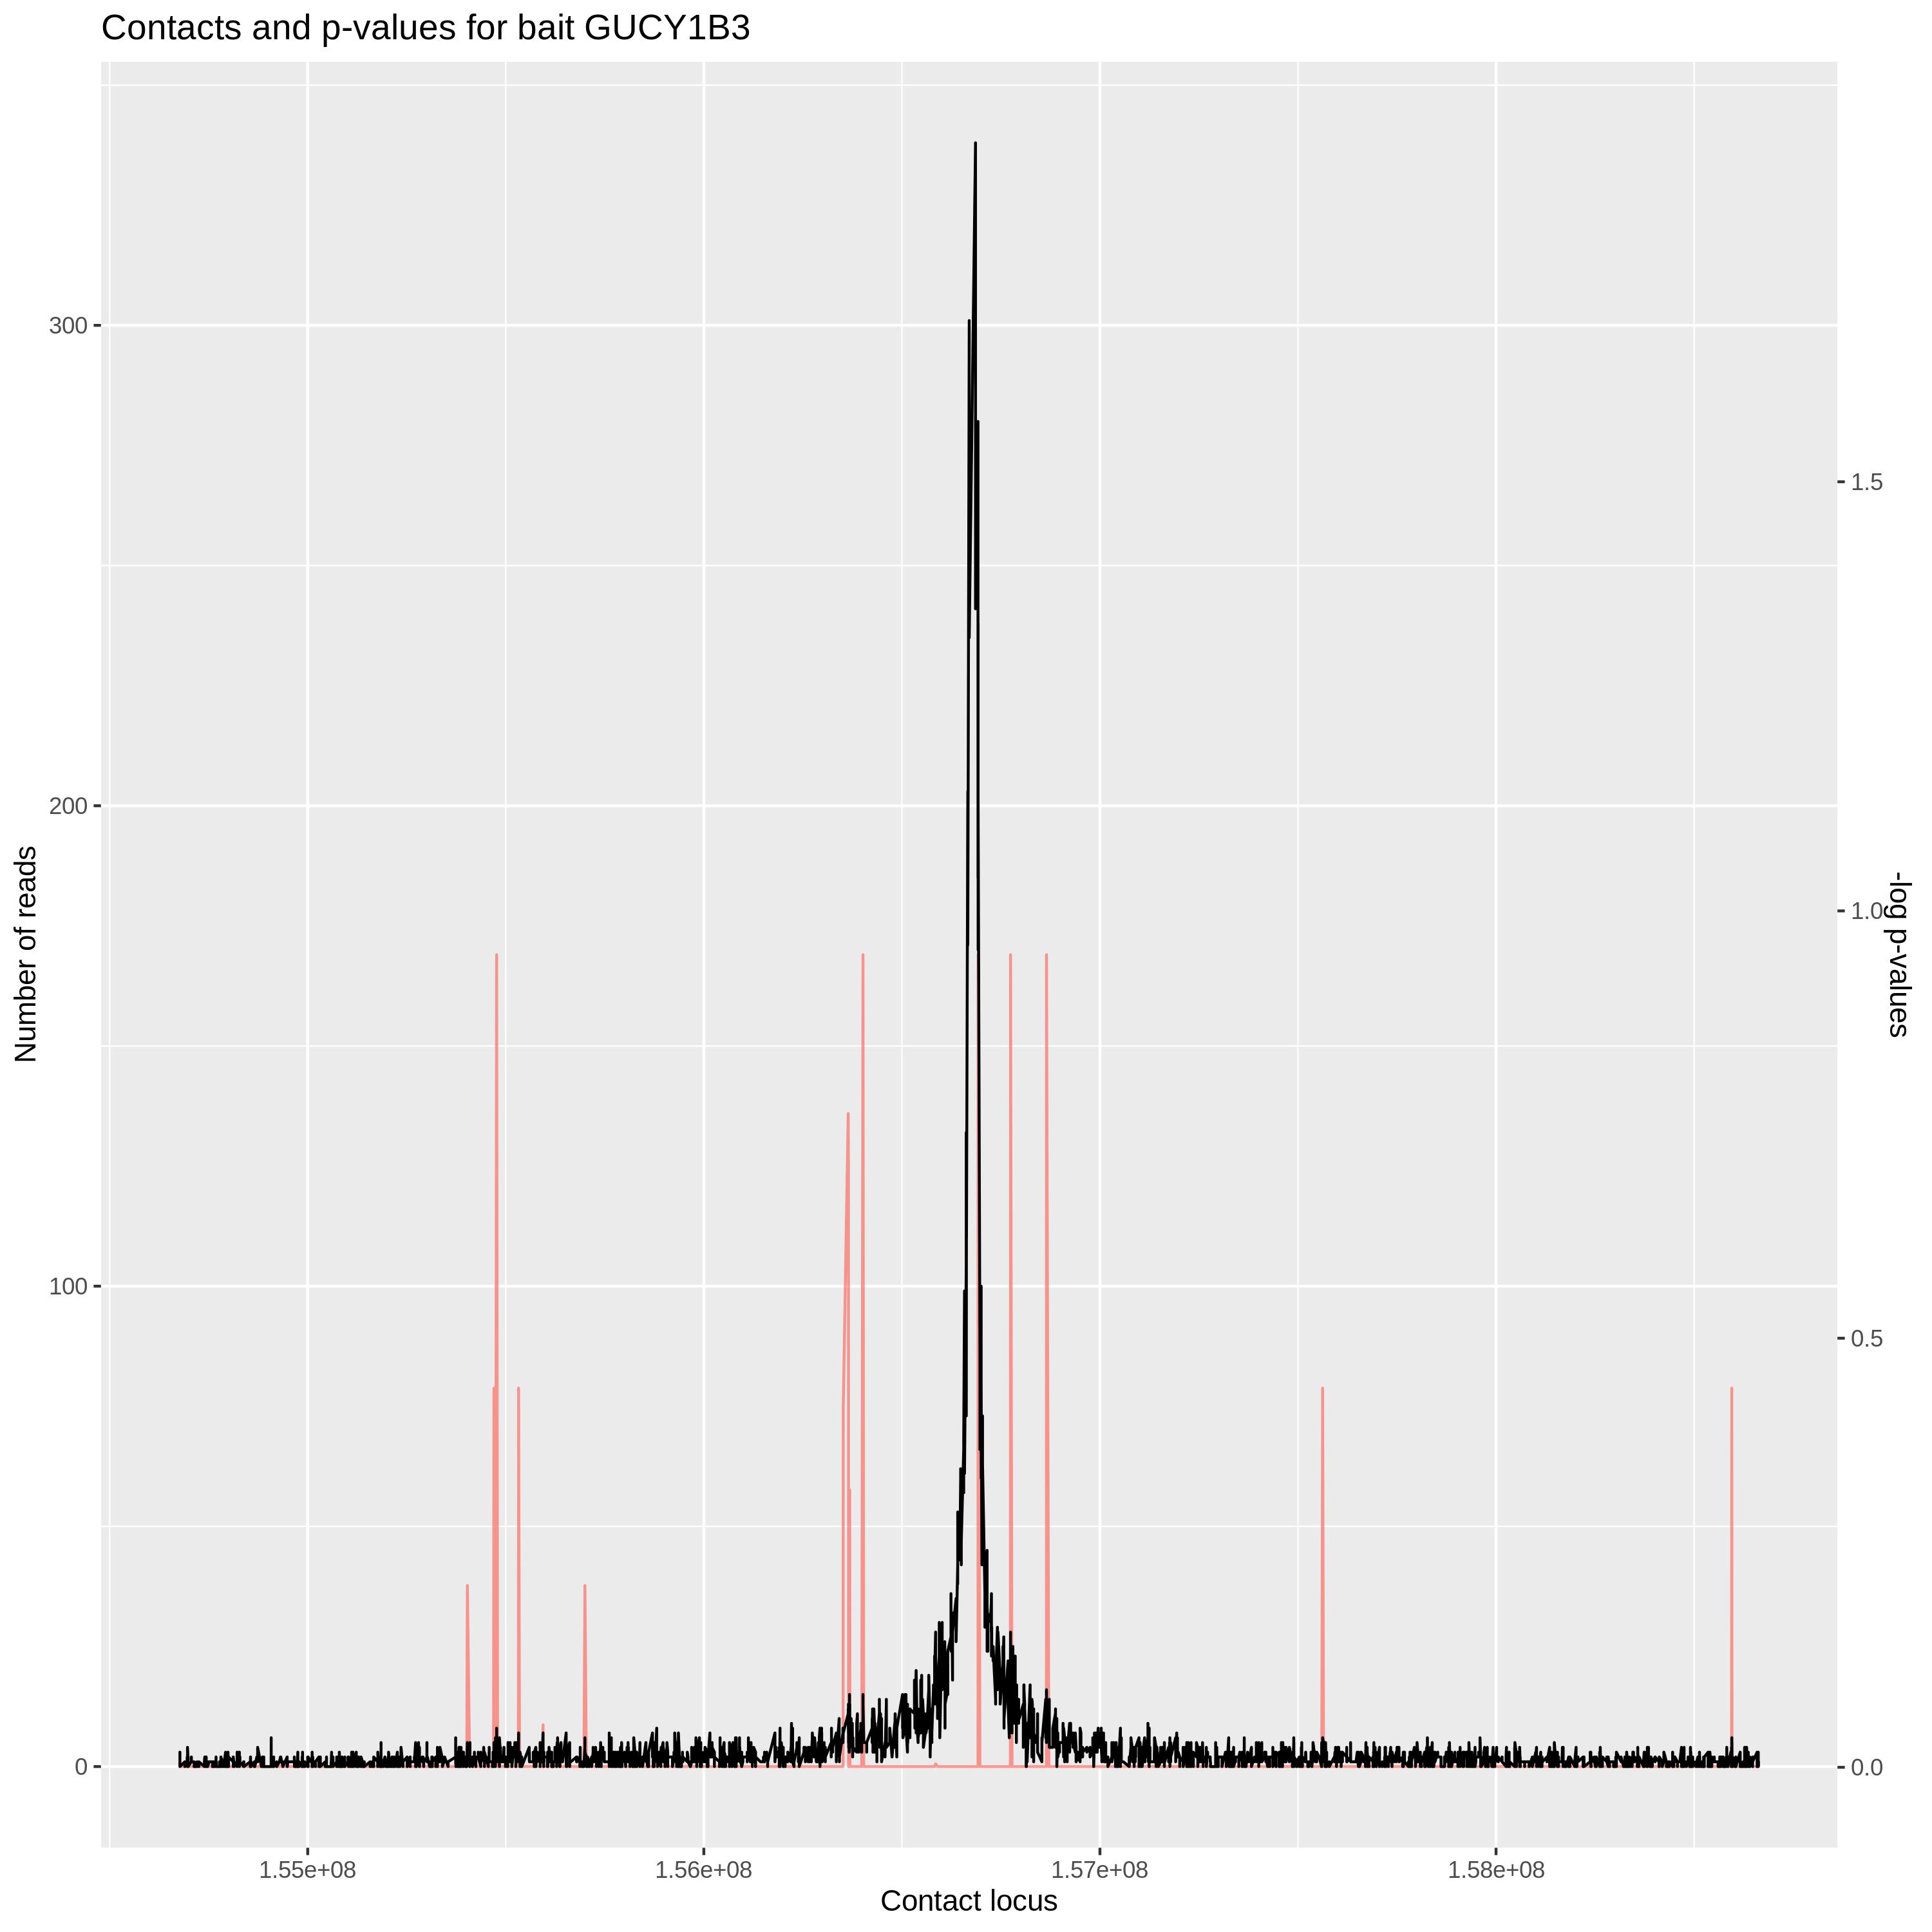 Contacts and p-values for bait GUCY1B3
300
200
100
0
Number of reads
1.5
1.0
0.5
0.0
-log p-values
1.55e+08
1.56e+08
1.57e+08
1.58e+08
Contact locus